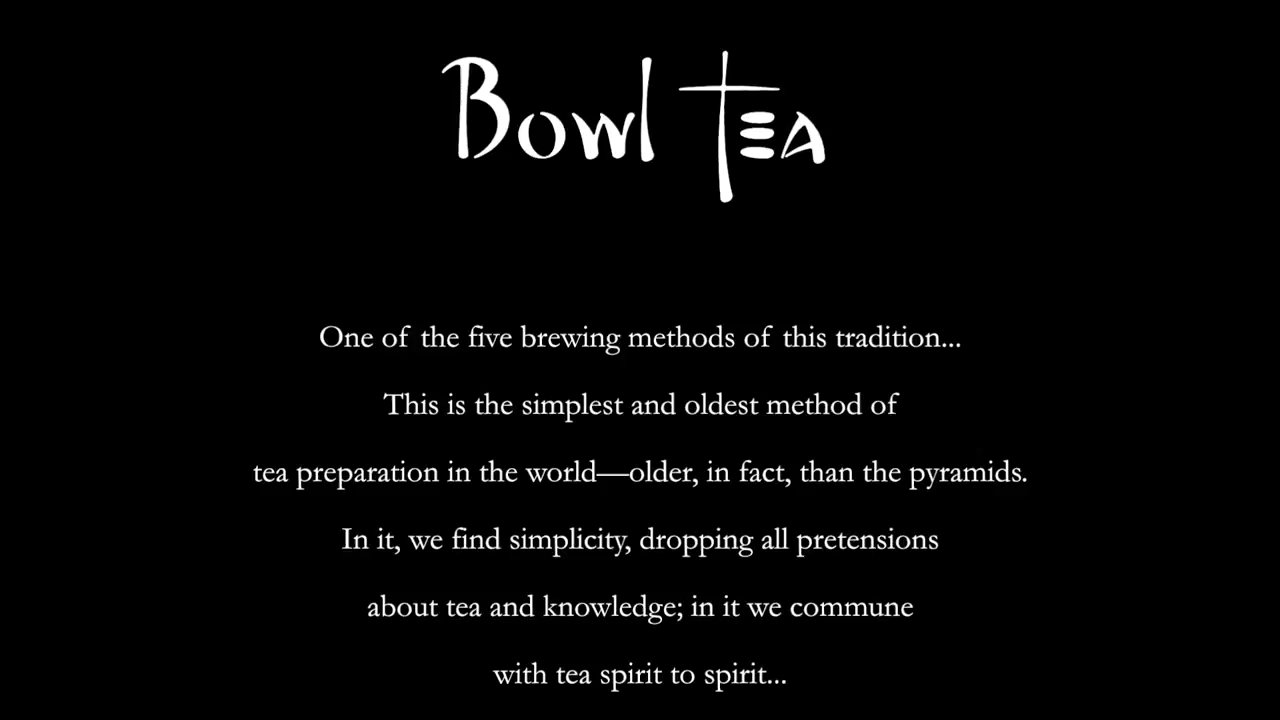 Bowl Tea
One of the five brewing methods of this tradition...
This is the simplest and oldest method of
tea preparation in the world—older, in fact, than the pyramids.
In it, we find simplicity, dropping all pretensions
about tea and knowledge; in it we commune
with tea spirit to spirit...